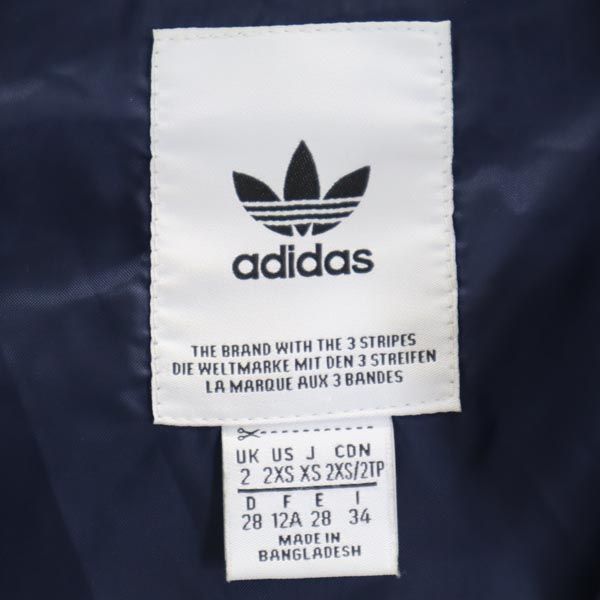 adidas
THE BRAND WITH THE 3 STRIPES
DIE WELTMARKE MIT DEN 3 STREIFEN
LA MARQUE AUX 3 BANDES
UK US J CDN
2 2XS XS 2XS/2TP
D F E I
28 12A 28 34
MADE IN
BANGLADESH